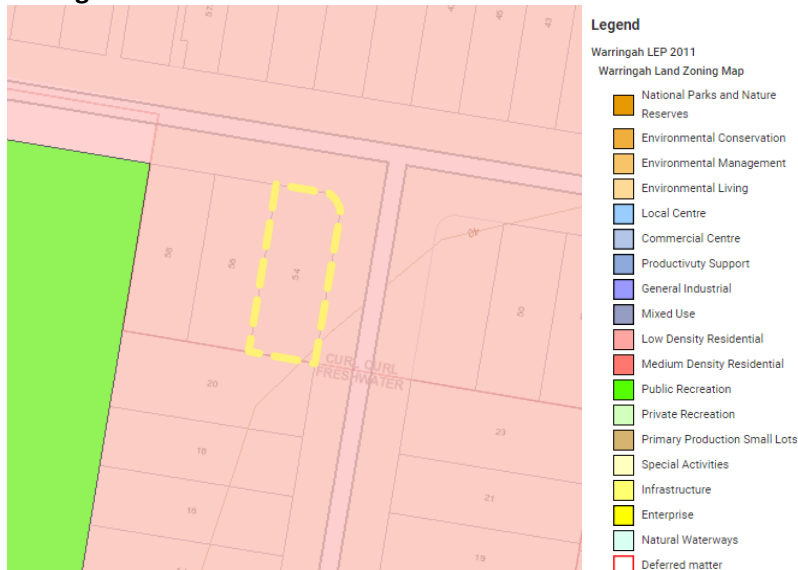 Legend
Warringah LEP 2011
Warringah Land Zoning Map
National Parks and Nature
Reserves
Environmental Conservation
Environmental Management
Environmental Living
Local Centre
Commercial Centre
Productivuty Support
General Industrial
Mixed Use
Low Density Residential
Medium Density Residential
Public Recreation
Private Recreation
Primary Production Small Lots
Special Activities
Infrastructure
Enterprise
Natural Waterways
Deferred matter
45
43
58
56
54
50
CURL CURL
FRESHWATER
20
18
16
23
21
19